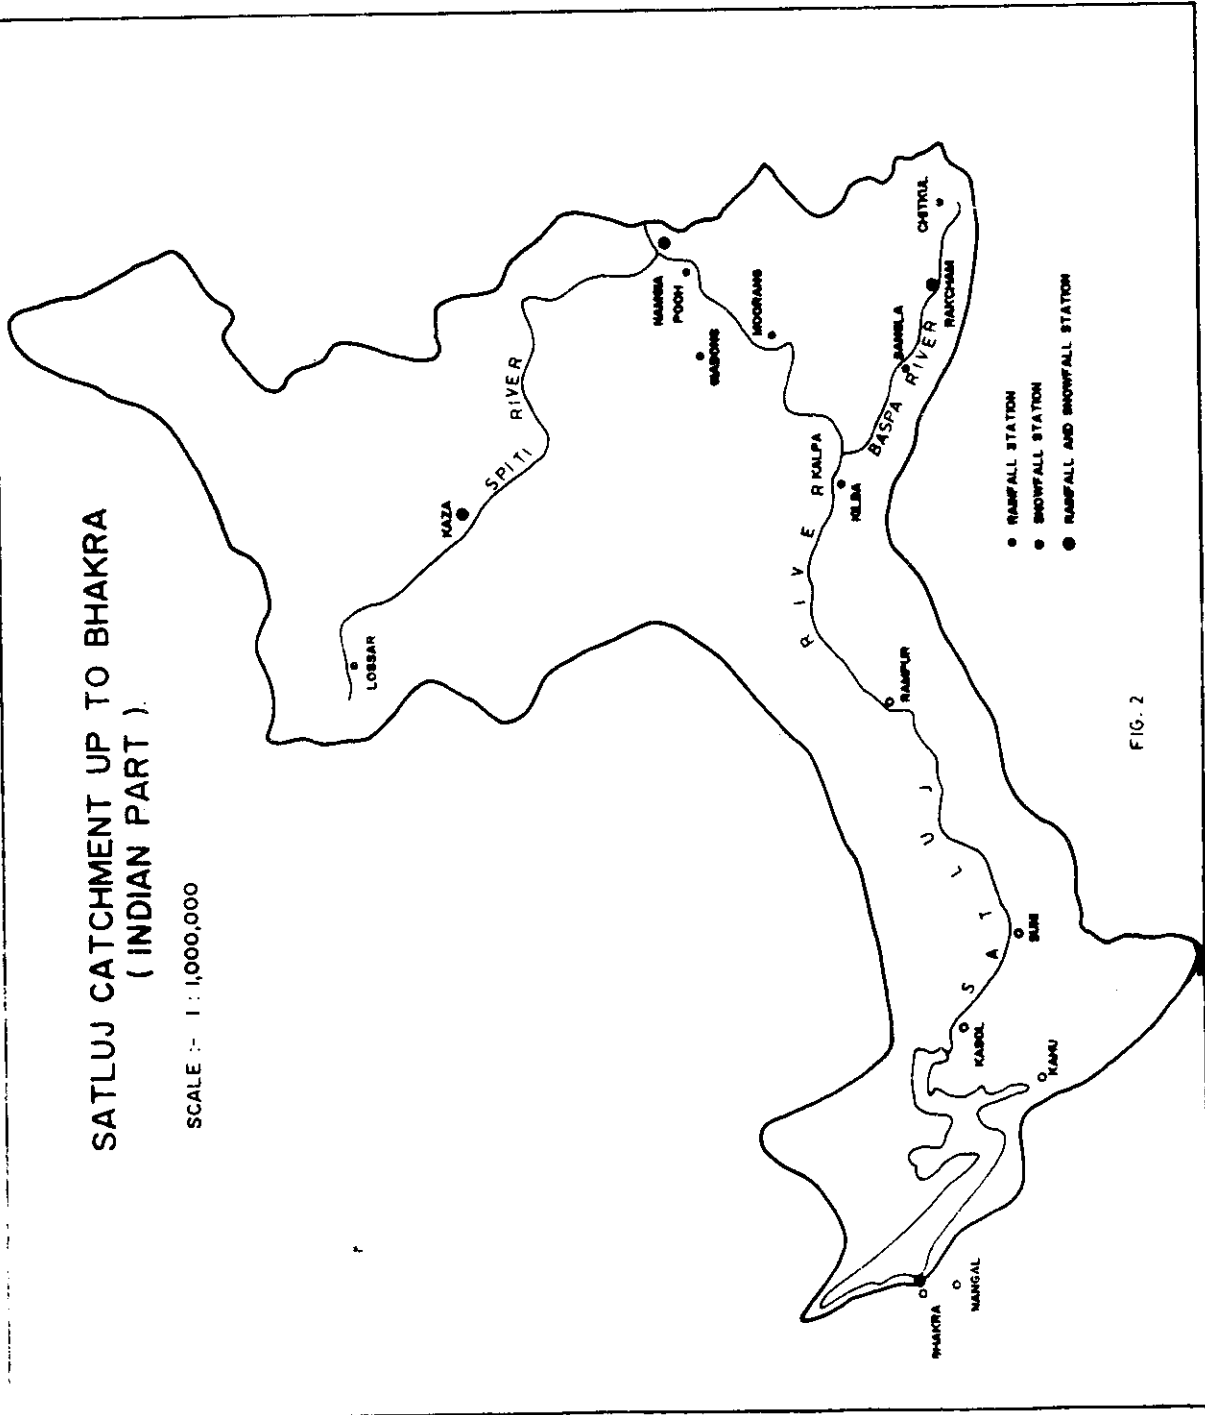 SATLUJ CATCHMENT UP TO BHAKRA
( INDIAN PART ).
SCALE :- 1 : 1,000,000
LOSSAR
KAZA
SPITI RIVER
NAMGIA
POOH
MOORANG
KALPA
KILBA
SANGLA
BASPA RIVER
RAKCHAM
CHITKUL
RAMPUR
SATLUJ RIVER
SUNI
KASOL
KAHU
BHAKRA
NANGAL
RAINFALL STATION
SNOWFALL STATION
RAINFALL AND SNOWFALL STATION
FIG. 2